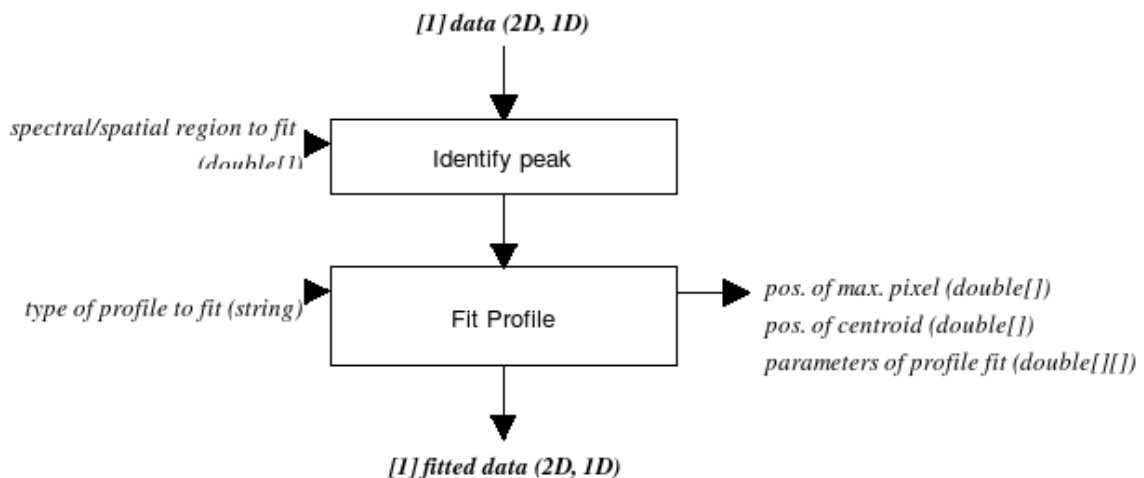 [1] data (2D, 1D)
spectral/spatial region to fit
(double[])
Identify peak
type of profile to fit (string)
Fit Profile
pos. of max. pixel (double[])
pos. of centroid (double[])
parameters of profile fit (double[][])
[1] fitted data (2D, 1D)